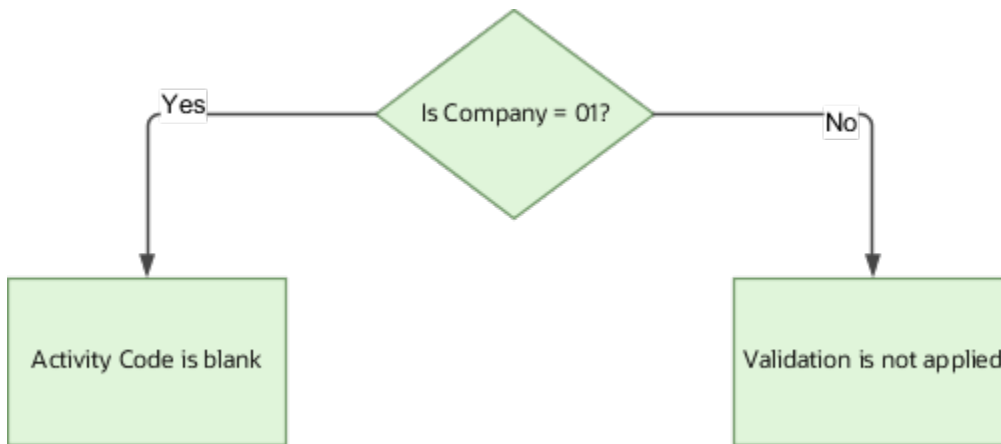 Is Company = 01?
Yes
No
Activity Code is blank
Validation is not applied